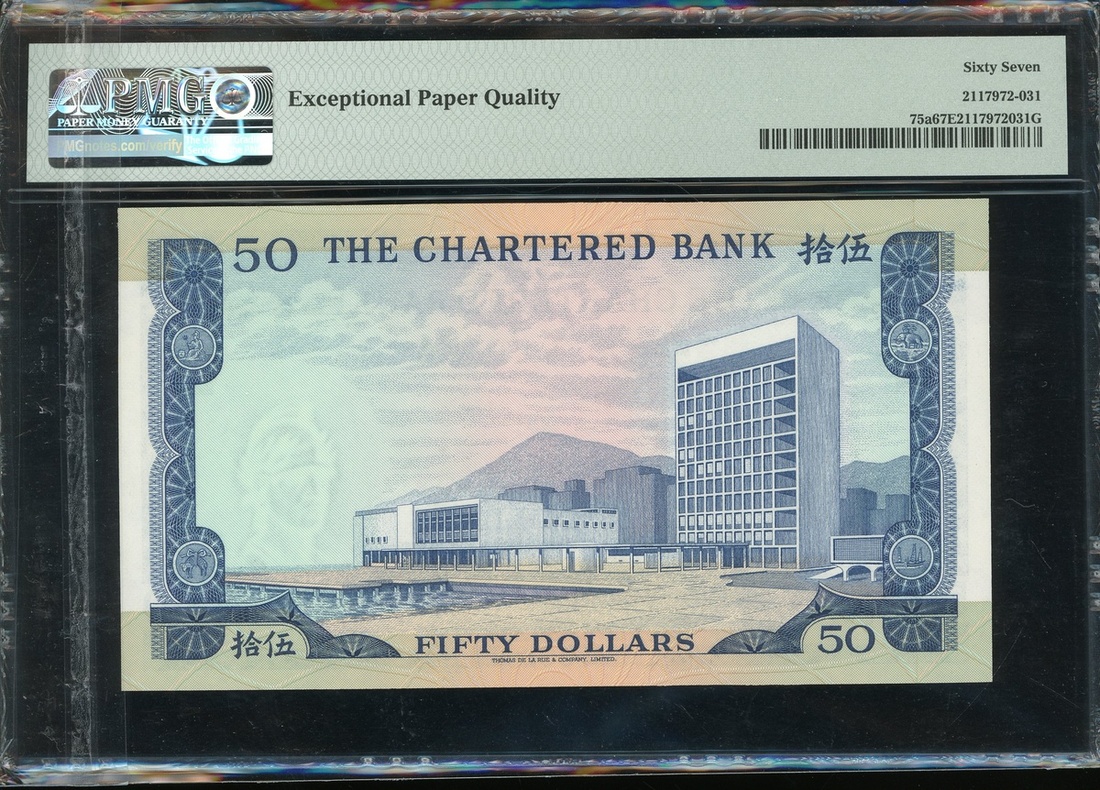 PMG
PAPER MONEY GUARANTY
PMGnotes.com/verify
Exceptional Paper Quality
Sixty Seven
2117972-031
75a67E2117972031G
50 THE CHARTERED BANK 拾伍
拾伍 FIFTY DOLLARS 50
THOMAS DE LA RUE & COMPANY, LIMITED.